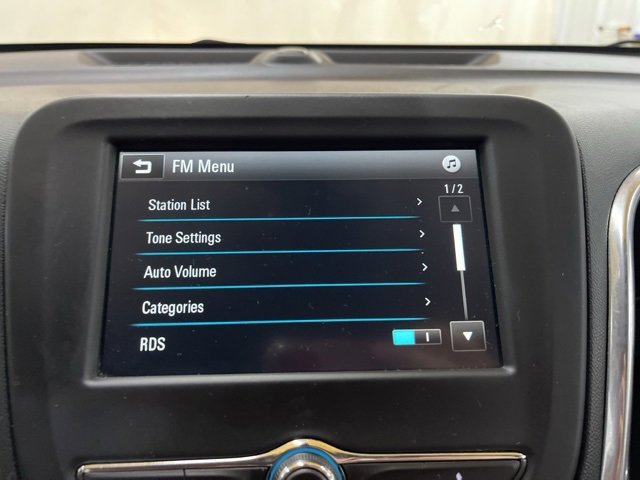 FM Menu
1/2
Station List
Tone Settings
Auto Volume
Categories
RDS